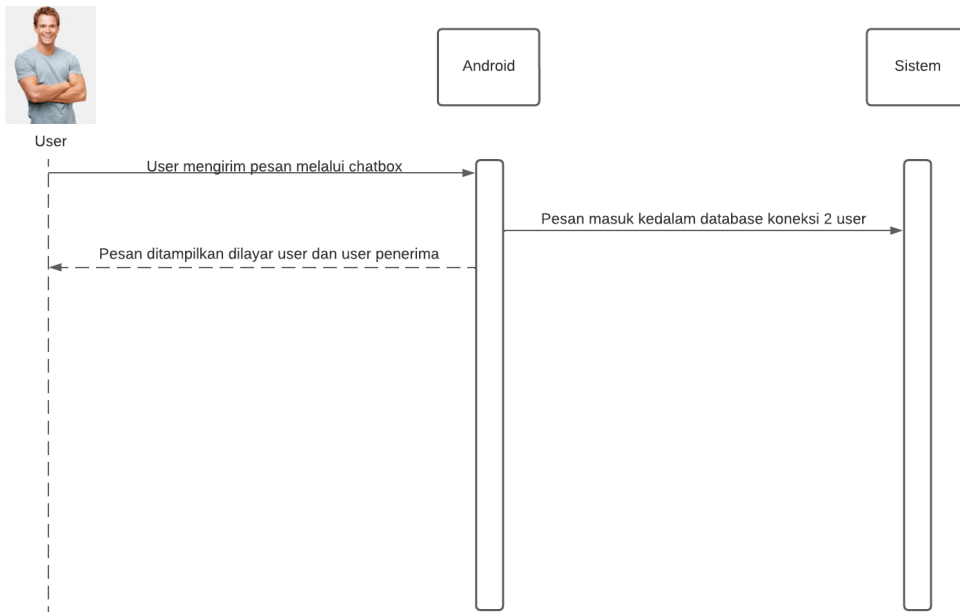 Android
Sistem
User
User mengirim pesan melalui chatbox
Pesan masuk kedalam database koneksi 2 user
Pesan ditampilkan dilayar user dan user penerima